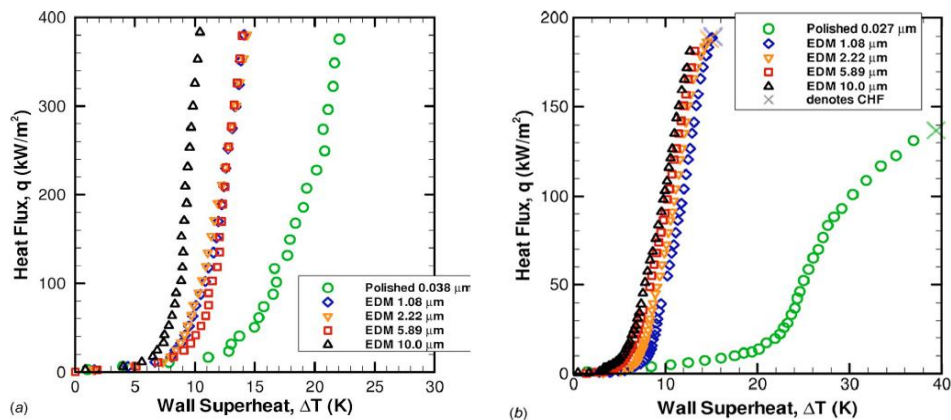 400
300
200
100
0
Heat Flux, q (kW/m²)
Polished 0.038 μm
EDM 1.08 μm
EDM 2.22 μm
EDM 5.89 μm
EDM 10.0 μm
0 5 10 15 20 25 30
Wall Superheat, ΔT (K)
(a)
200
150
100
50
0
Heat Flux, q (kW/m²)
Polished 0.027 μm
EDM 1.08 μm
EDM 2.22 μm
EDM 5.89 μm
EDM 10.0 μm
denotes CHF
0 10 20 30 40
Wall Superheat, ΔT (K)
(b)